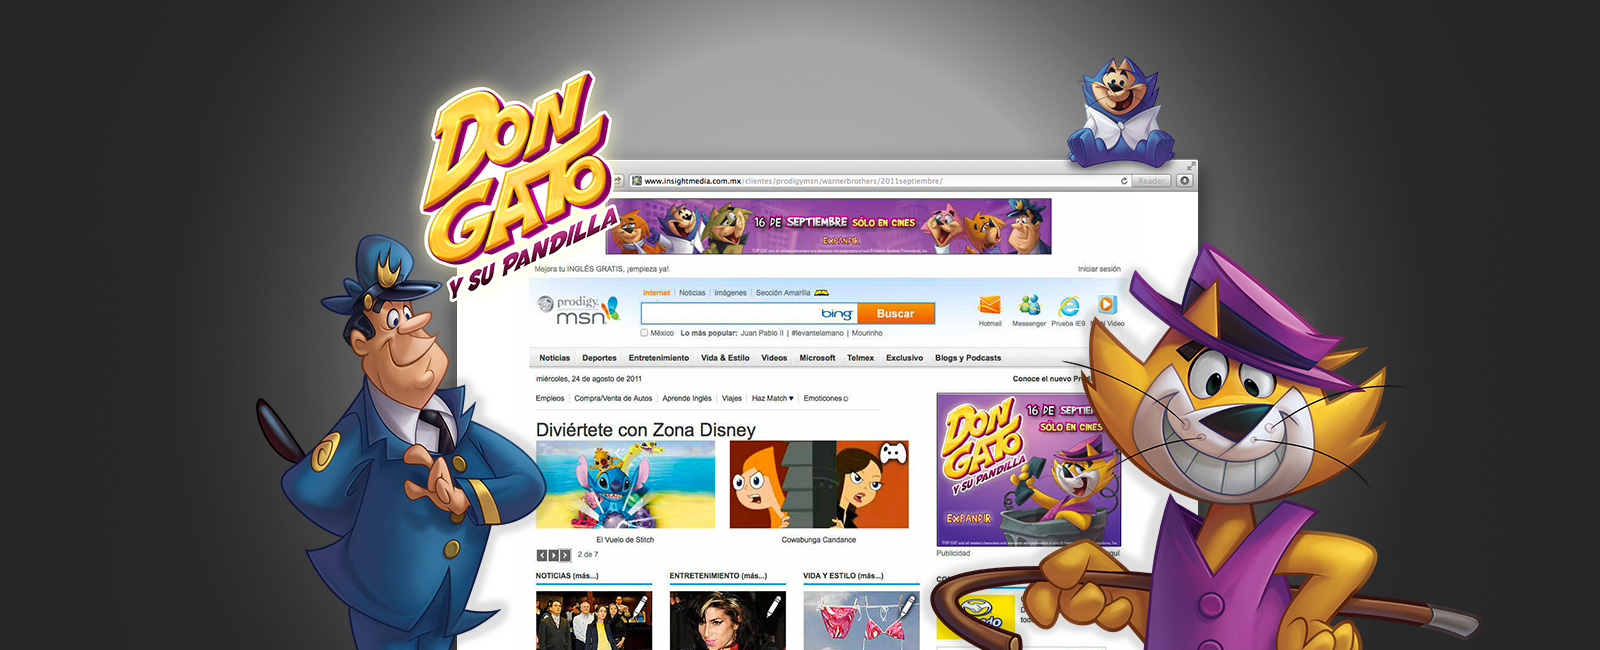 DON
GATO
Y SU PANDILLA
www.insightmedia.com.mx/clientes/prodigymsn/warnerbrothers/2011septiembre/
Reader
16 DE SEPTIEMBRE SÓLO EN CINES
EXPANDIR
Mejora tu INGLÉS GRATIS, ¡empieza ya!
Iniciar sesión
Internet | Noticias | Imágenes | Sección Amarilla
prodigy
msn
bing
Buscar
Hotmail Messenger Prueba IE9 Video
México Lo más popular: Juan Pablo II | #levantelamano | Mourinho
Noticias Deportes Entretenimiento Vida & Estilo Videos Microsoft Telmex Exclusivo Blogs y Podcasts
miércoles, 24 de agosto de 2011
Conoce el nuevo
Empleos | Compra/Venta de Autos | Aprende Inglés | Viajes | Haz Match ♥ | Emoticones☺
Diviértete con Zona Disney
El Vuelo de Stitch
Cowabunga Candance
2 de 7
DON
GATO
Y SU PANDILLA
16 DE SEPTIE
SÓLO EN CINES
EXPANDIR
Publicidad
NOTICIAS (más...) ENTRETENIMIENTO (más...) VIDA Y ESTILO (más...)